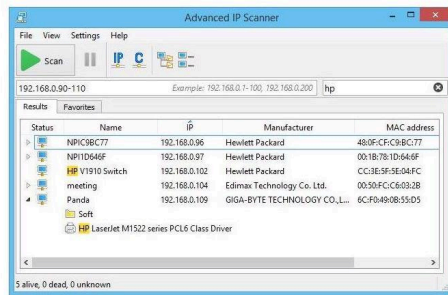 Advanced IP Scanner
File View Settings Help
Scan IP C
192.168.0.90-110 Example: 192.168.0.1-100, 192.168.0.200 hp
Results Favorites
Status Name IP Manufacturer MAC address
NPIC9BC77 192.168.0.96 Hewlett Packard 48:0F:CF:C9:BC:77
NPI1D646F 192.168.0.97 Hewlett Packard 00:1B:78:1D:64:6F
HP V1910 Switch 192.168.0.102 Hewlett Packard CC:3E:5F:5E:04:FC
meeting 192.168.0.104 Edimax Technology Co. Ltd. 00:50:FC:C6:03:2B
Panda 192.168.0.109 GIGA-BYTE TECHNOLOGY CO.,L... 6C:F0:49:0B:55:D5
Soft
HP LaserJet M1522 series PCL6 Class Driver
5 alive, 0 dead, 0 unknown